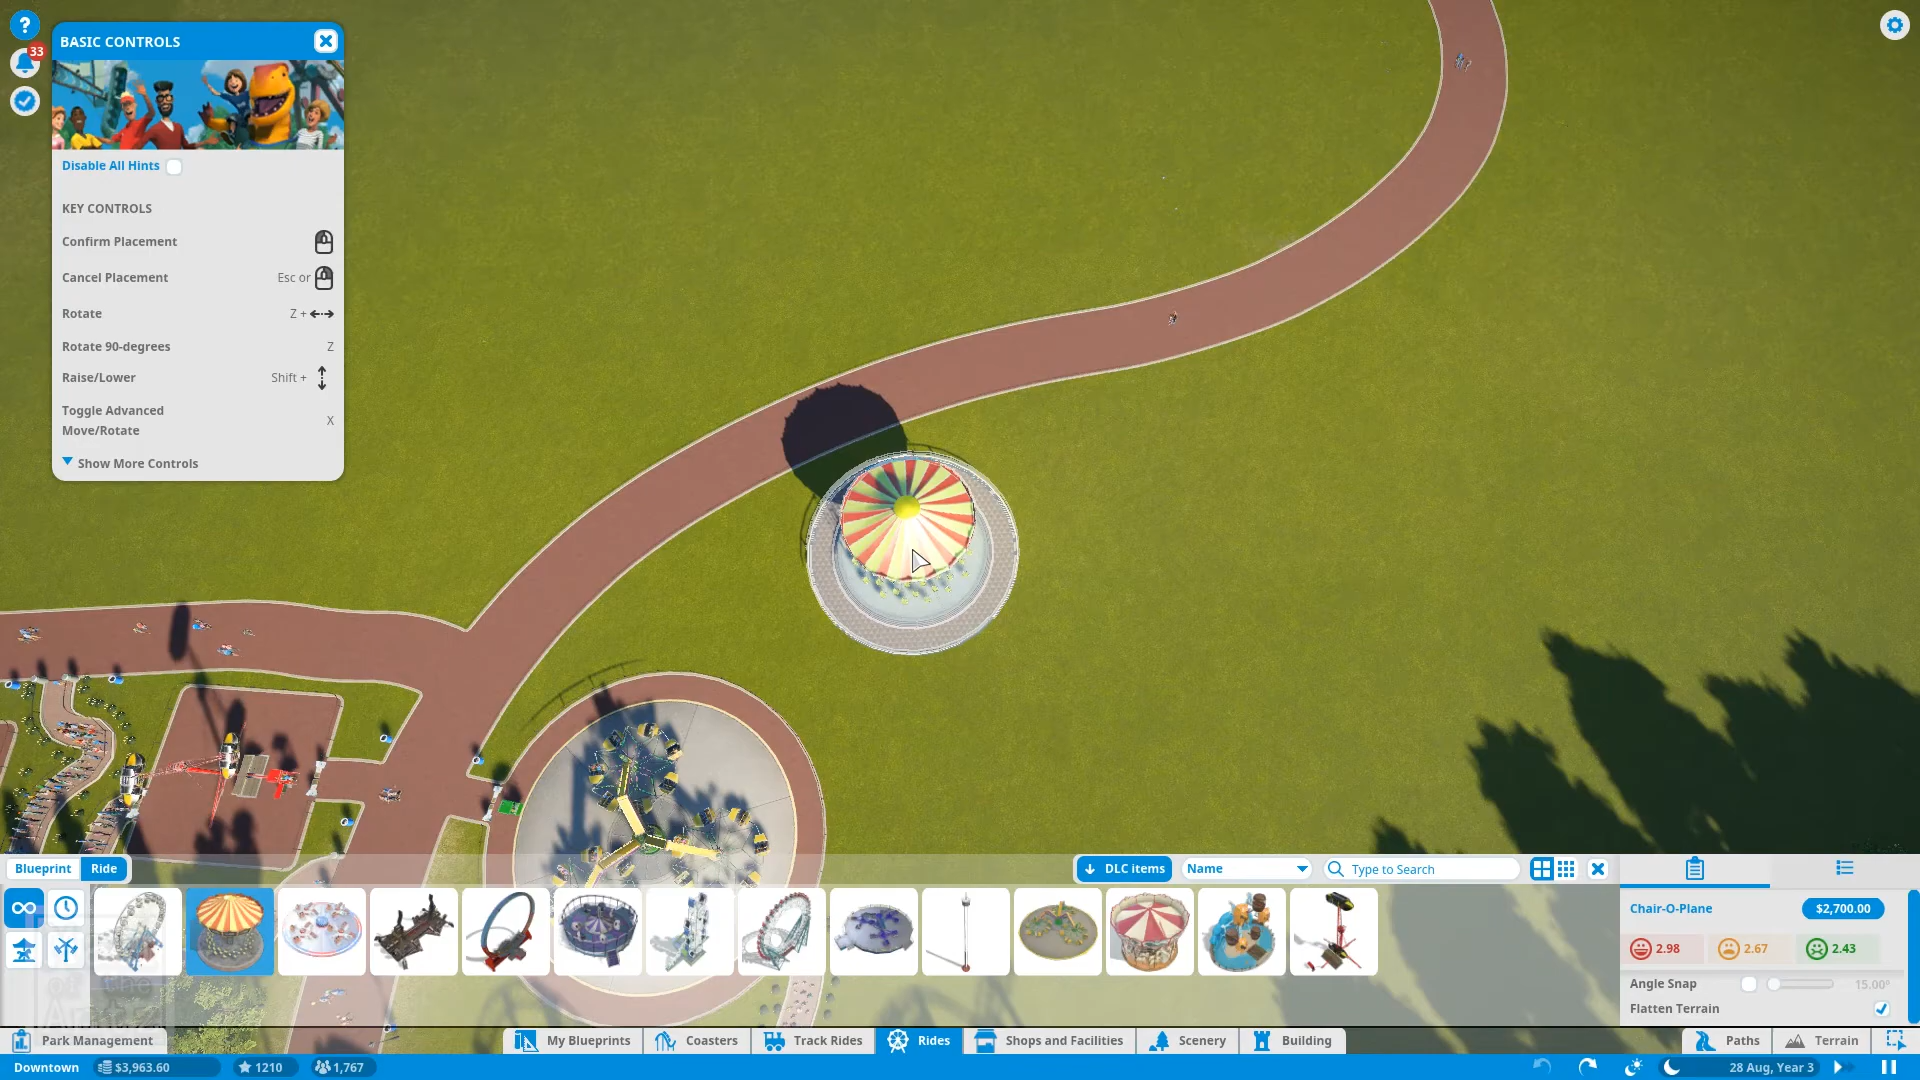 ?
BASIC CONTROLS
33
Disable All Hints
KEY CONTROLS
Confirm Placement
Cancel Placement Esc or
Rotate Z +
Rotate 90-degrees Z
Raise/Lower Shift +
Toggle Advanced
Move/Rotate X
Show More Controls
Blueprint Ride
DLC items Name Type to Search
Chair-O-Plane $2,700.00
2.98 2.67 2.43
Angle Snap 15.00°
Flatten Terrain
of the
Park Management My Blueprints Coasters Track Rides Rides Shops and Facilities Scenery Building Paths Terrain
Downtown $3,963.60 1210 1,767 28 Aug, Year 3